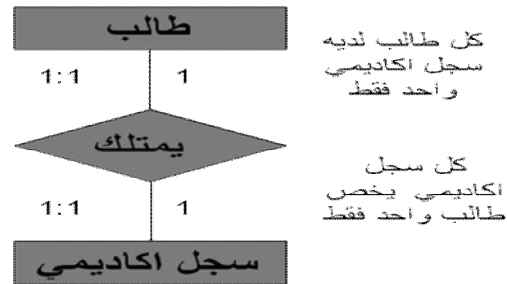 طالب
1:1 1
كل طالب لديه
سجل اكاديمي
واحد فقط
يمتلك
1:1 1
كل سجل
اكاديمي يخص
طالب واحد فقط
سجل اكاديمي